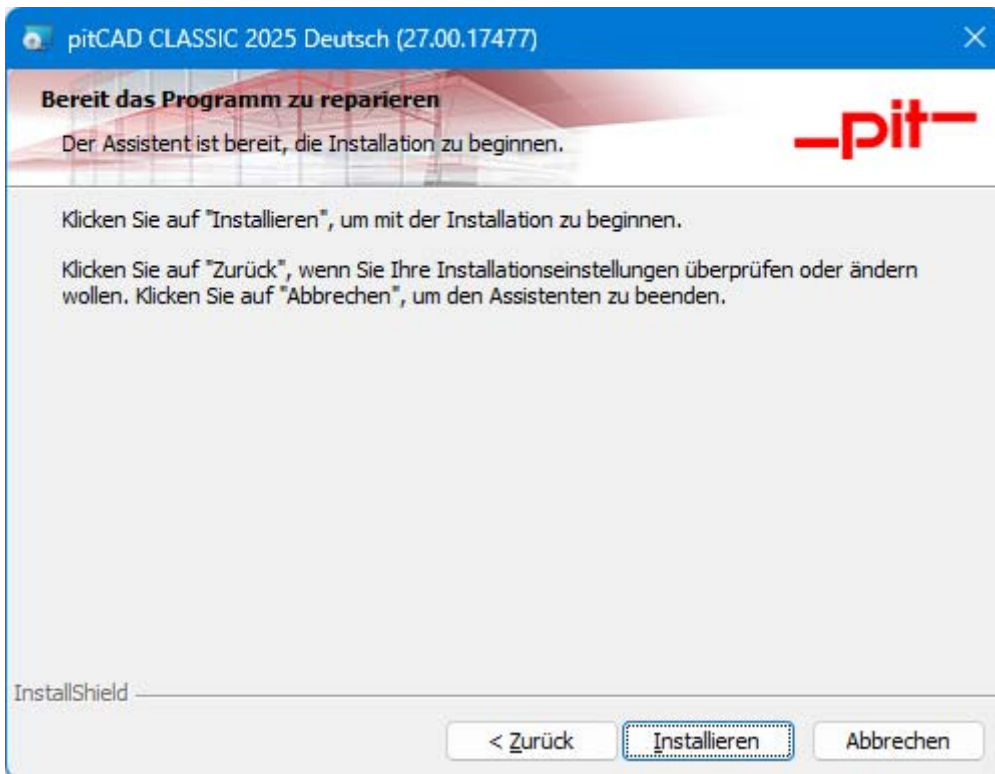 pitCAD CLASSIC 2025 Deutsch (27.00.17477)
Bereit das Programm zu reparieren
Der Assistent ist bereit, die Installation zu beginnen.
pit
Klicken Sie auf "Installieren", um mit der Installation zu beginnen.
Klicken Sie auf "Zurück", wenn Sie Ihre Installationseinstellungen überprüfen oder ändern
wollen. Klicken Sie auf "Abbrechen", um den Assistenten zu beenden.
InstallShield
< Zurück Installieren Abbrechen